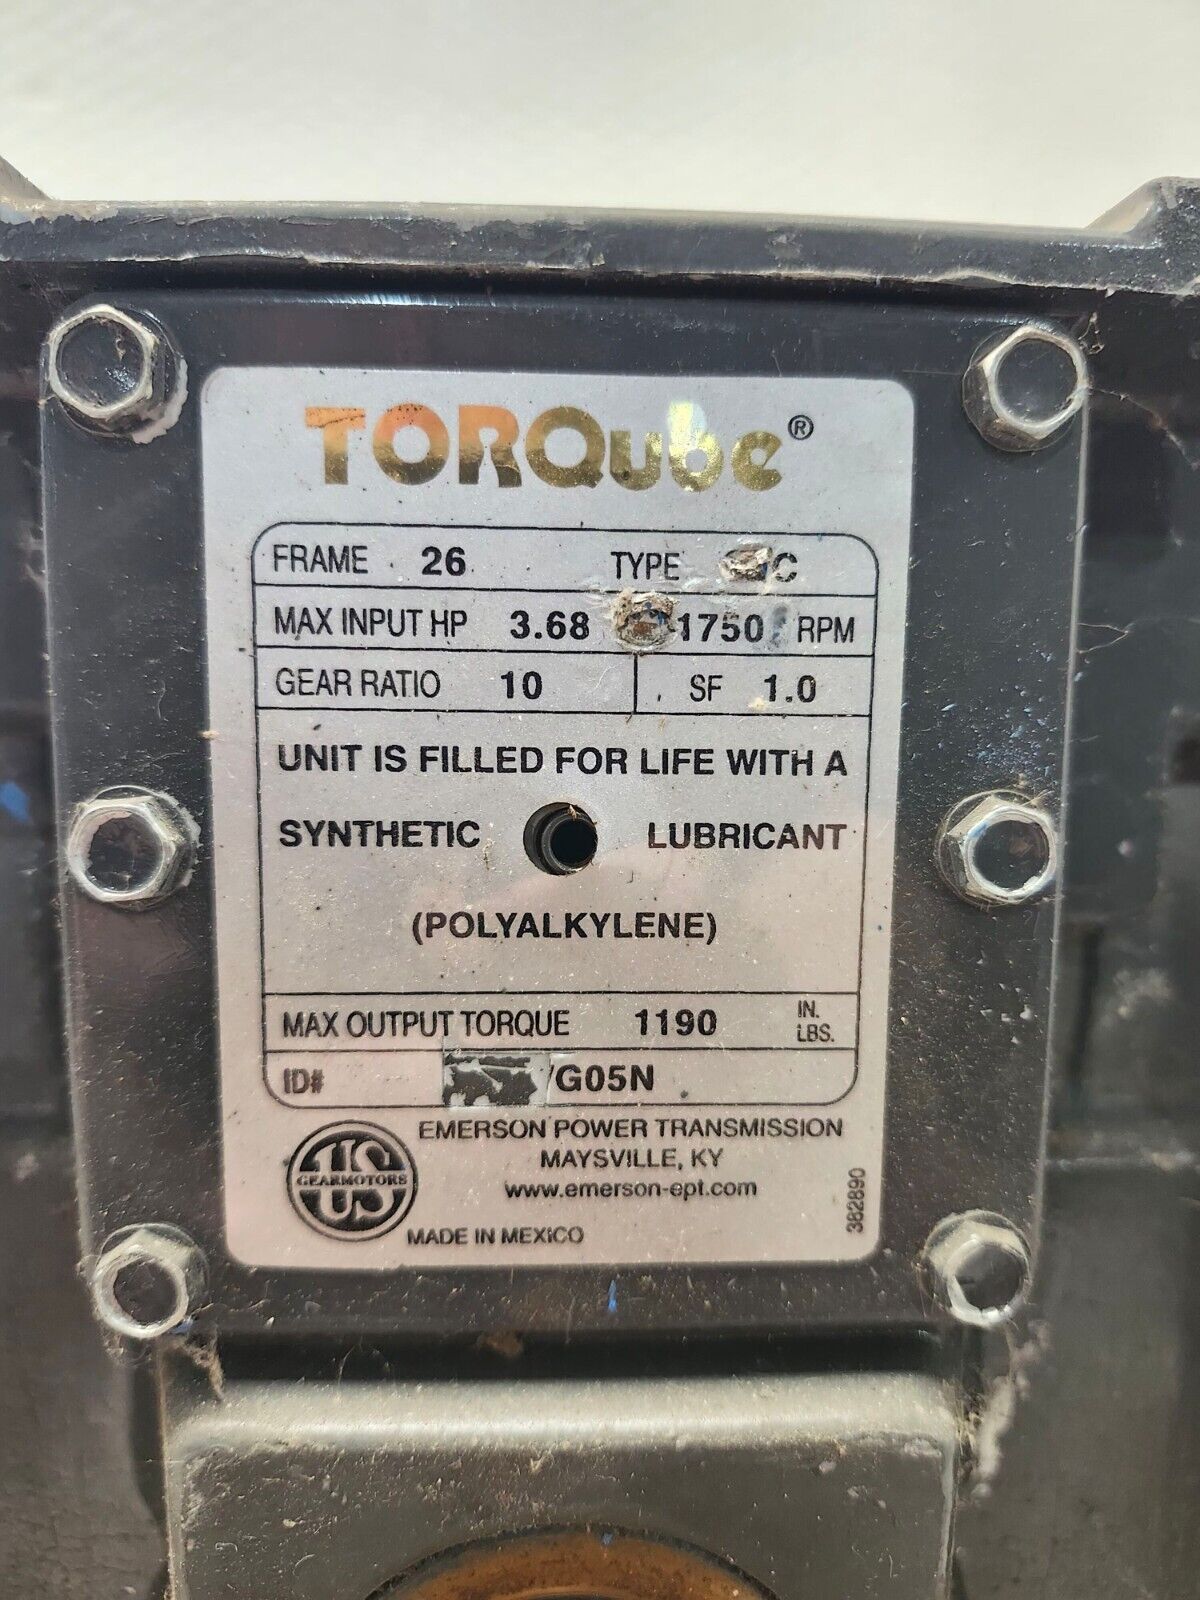 TORQube®
FRAME 26 TYPE C
MAX INPUT HP 3.68 1750 RPM
GEAR RATIO 10 SF 1.0
UNIT IS FILLED FOR LIFE WITH A
SYNTHETIC LUBRICANT
(POLYALKYLENE)
MAX OUTPUT TORQUE 1190 IN. LBS.
ID# /G05N
US
GEARMOTORS
EMERSON POWER TRANSMISSION
MAYSVILLE, KY
www.emerson-ept.com
MADE IN MEXICO
382890